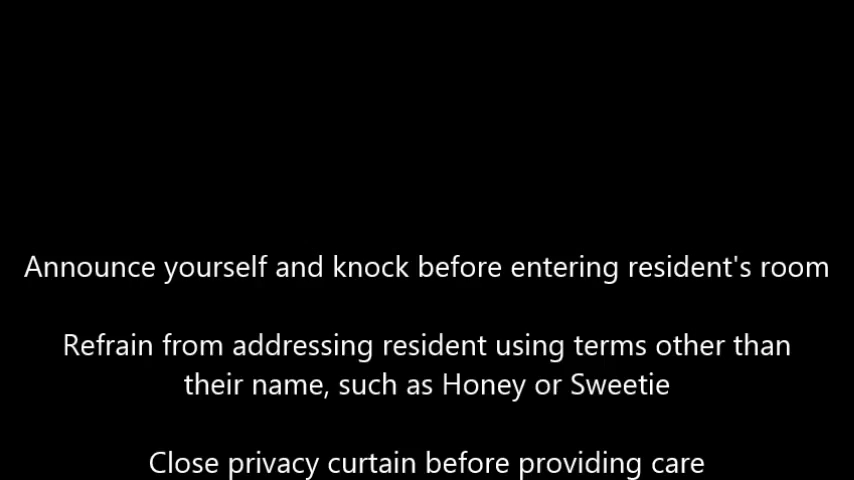 Announce yourself and knock before entering resident's room
Refrain from addressing resident using terms other than
their name, such as Honey or Sweetie
Close privacy curtain before providing care